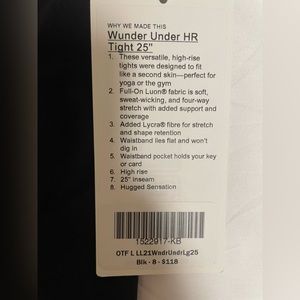 WHY WE MADE THIS
Wunder Under HR
Tight 25"
1. These versatile, high-rise
tights were designed to fit
like a second skin—perfect for
yoga or the gym
2. Full-On Luon® fabric is soft,
sweat-wicking, and four-way
stretch with added support and
coverage
3. Added Lycra® fibre for stretch
and shape retention
4. Waistband lies flat and won't
dig in
5. Waistband pocket holds your key
or card
6. High rise
7. 25" inseam
8. Hugged Sensation
1522917-KB
OTF L LL21WndrUndrLg25
Blk - 8 - $118